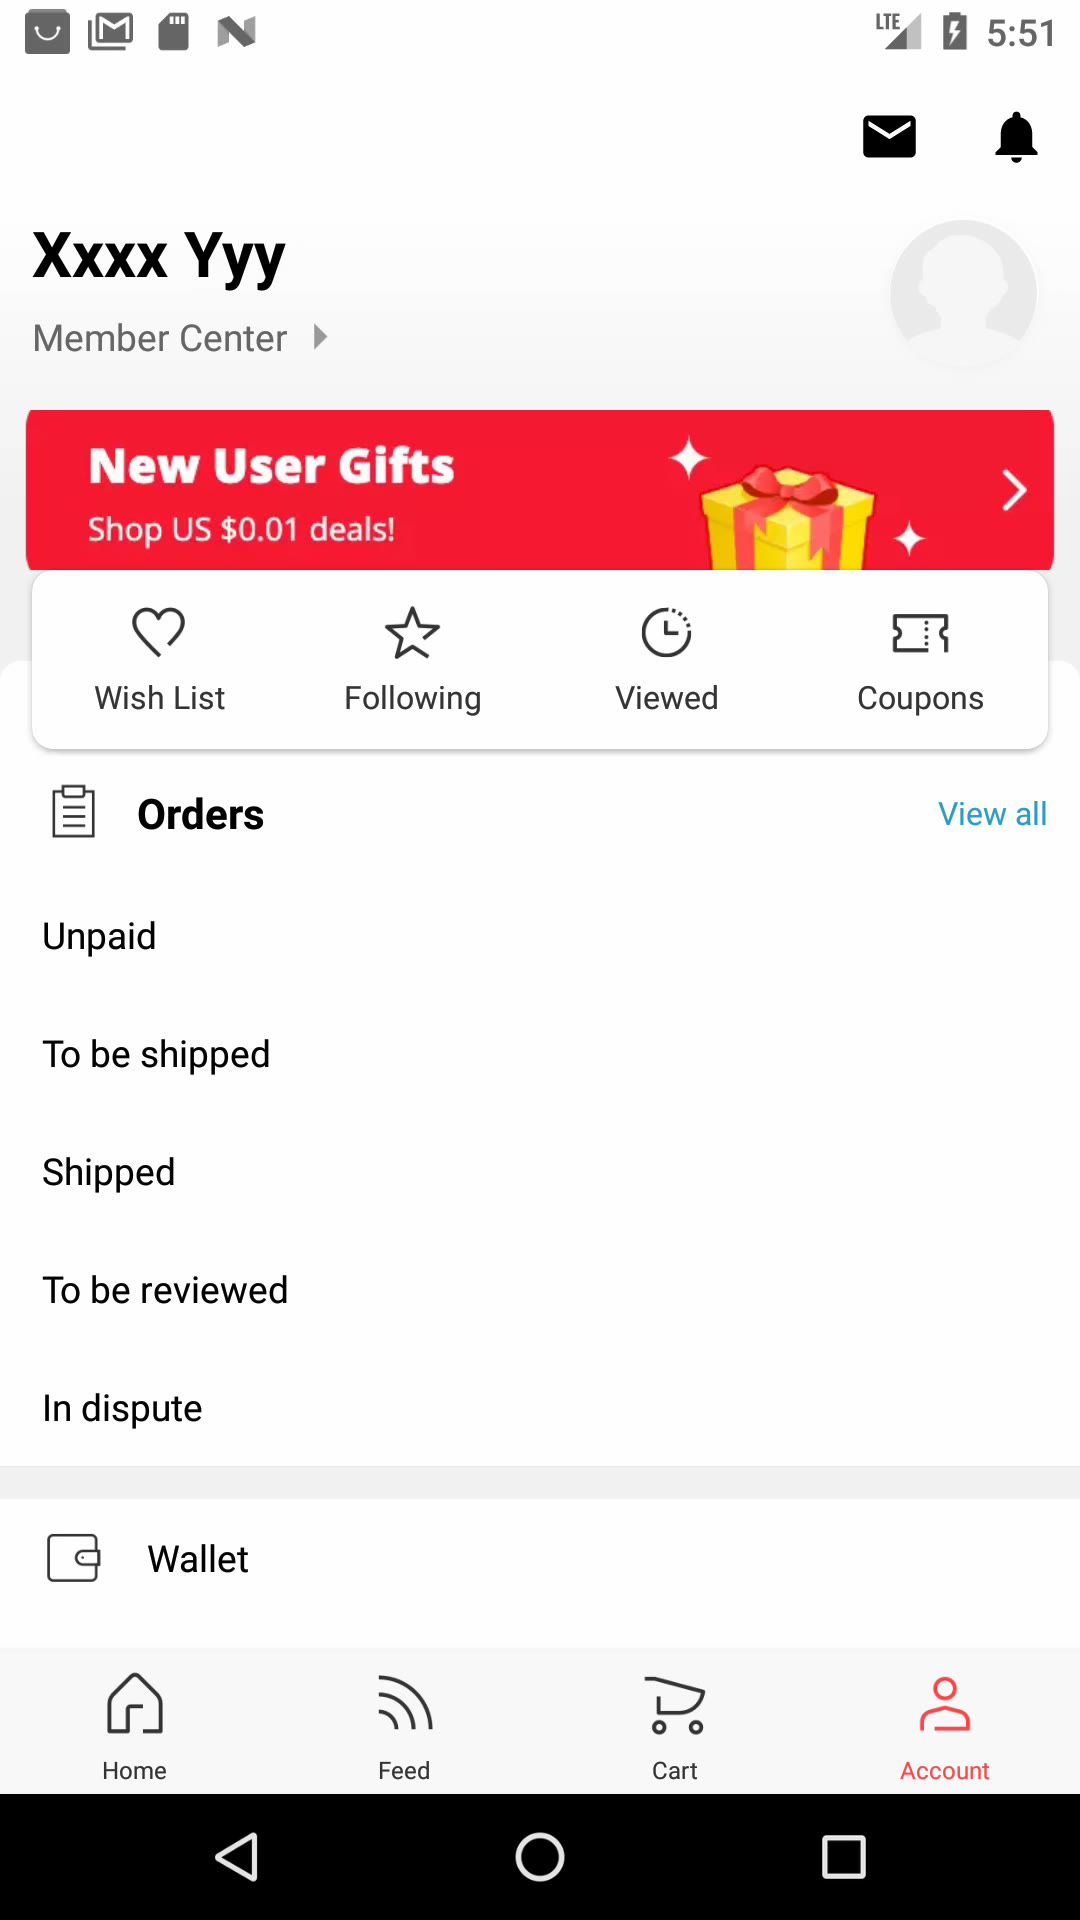 LTE 5:51
Xxxx Yyy
Member Center
New User Gifts
Shop US $0.01 deals!
Wish List Following Viewed Coupons
Orders View all
Unpaid
To be shipped
Shipped
To be reviewed
In dispute
Wallet
Home Feed Cart Account